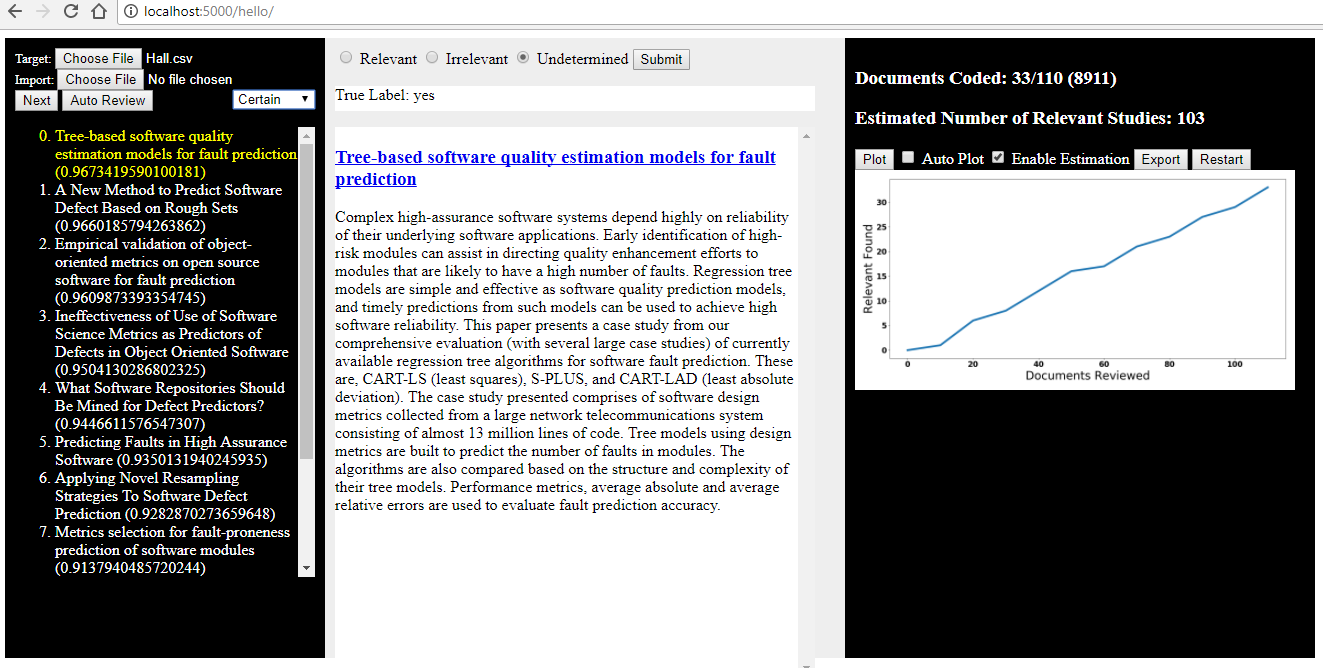 localhost:5000/hello/
Target: Choose File Hall.csv
Import: Choose File No file chosen
Next Auto Review Certain
0. Tree-based software quality
estimation models for fault prediction
(0.9673419590100181)
1. A New Method to Predict Software
Defect Based on Rough Sets
(0.9660185794263862)
2. Empirical validation of object-
oriented metrics on open source
software for fault prediction
(0.9609873393354745)
3. Ineffectiveness of Use of Software
Science Metrics as Predictors of
Defects in Object Oriented Software
(0.9504130286802325)
4. What Software Repositories Should
Be Mined for Defect Predictors?
(0.9446611576547307)
5. Predicting Faults in High Assurance
Software (0.9350131940245935)
6. Applying Novel Resampling
Strategies To Software Defect
Prediction (0.9282870273659648)
7. Metrics selection for fault-proneness
prediction of software modules
(0.9137940485720244)
Relevant Irrelevant Undetermined Submit
True Label: yes
Tree-based software quality estimation models for fault
prediction
Complex high-assurance software systems depend highly on reliability
of their underlying software applications. Early identification of high-
risk modules can assist in directing quality enhancement efforts to
modules that are likely to have a high number of faults. Regression tree
models are simple and effective as software quality prediction models,
and timely predictions from such models can be used to achieve high
software reliability. This paper presents a case study from our
comprehensive evaluation (with several large case studies) of currently
available regression tree algorithms for software fault prediction. These
are, CART-LS (least squares), S-PLUS, and CART-LAD (least absolute
deviation). The case study presented comprises of software design
metrics collected from a large network telecommunications system
consisting of almost 13 million lines of code. Tree models using design
metrics are built to predict the number of faults in modules. The
algorithms are also compared based on the structure and complexity of
their tree models. Performance metrics, average absolute and average
relative errors are used to evaluate fault prediction accuracy.
Documents Coded: 33/110 (8911)
Estimated Number of Relevant Studies: 103
Plot Auto Plot Enable Estimation Export Restart
Relevant Found
30
25
20
15
10
5
0
0 20 40 60 80 100
Documents Reviewed